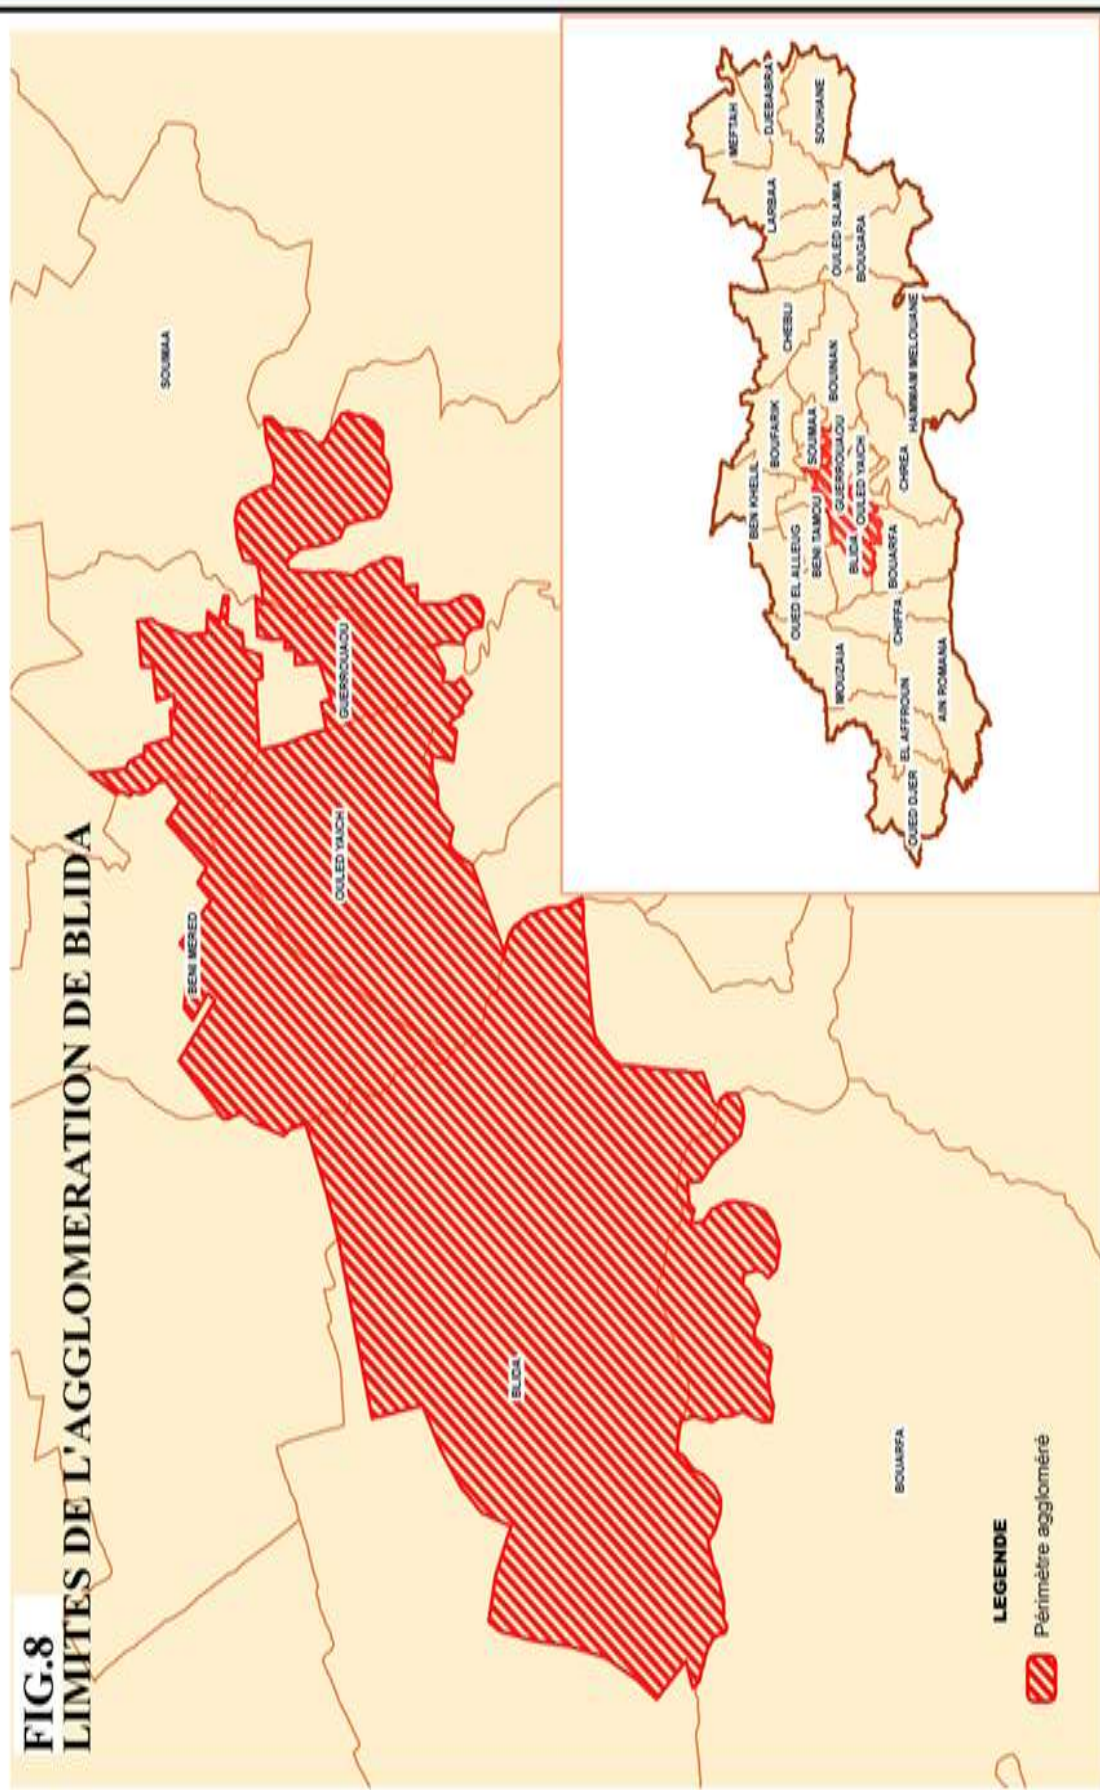 FIG.8
LIMITES DE L'AGGLOMERATION DE BLIDA
SOUMAA
BENI MERED
GUERROUAOU
OULED YAICH
BLIDA
BOUARFA
LEGENDE
Périmètre aggloméré
MEFTAH
DJEBABRA
SOUHANE
LARBAA
OULED SLAMA
BOUGARA
CHEBLI
BOUINAN
HAMMAM MELOUANE
BOUFARIK
SOUMAA
GUERROUAOU
OULED YAICH
CHREA
BEN KHELIL
BENI TAMOU
BLIDA
BOUARFA
OUED EL ALLEUG
CHIFFA
MOUZAIA
EL AFFROUN
AIN ROMANA
OUED DJER